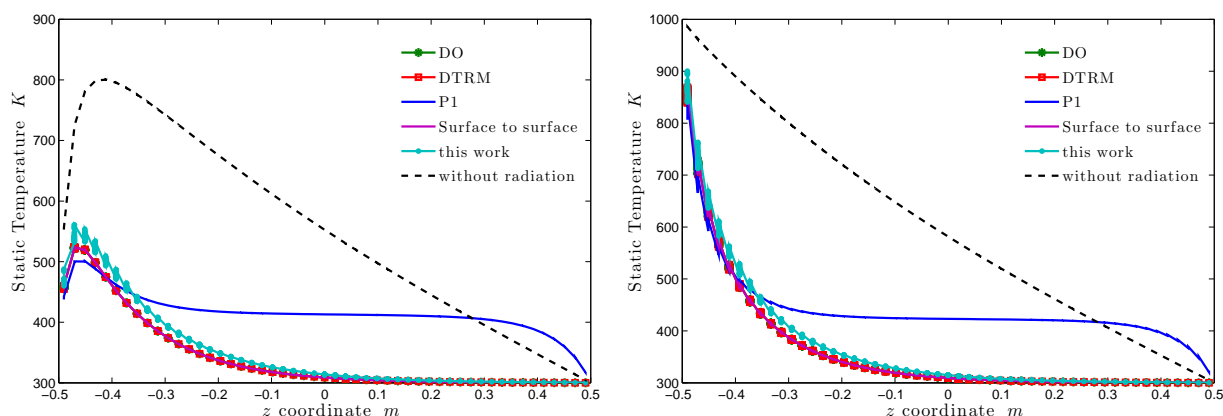 900
800
700
600
500
400
300
−0.5
−0.4
−0.3
−0.2
−0.1
0
0.1
0.2
0.3
0.4
0.5
Static Temperature K
z coordinate m
DO
DTRM
P1
Surface to surface
this work
without radiation
1000
900
800
700
600
500
400
300
−0.5
−0.4
−0.3
−0.2
−0.1
0
0.1
0.2
0.3
0.4
0.5
Static Temperature K
z coordinate m
DO
DTRM
P1
Surface to surface
this work
without radiation